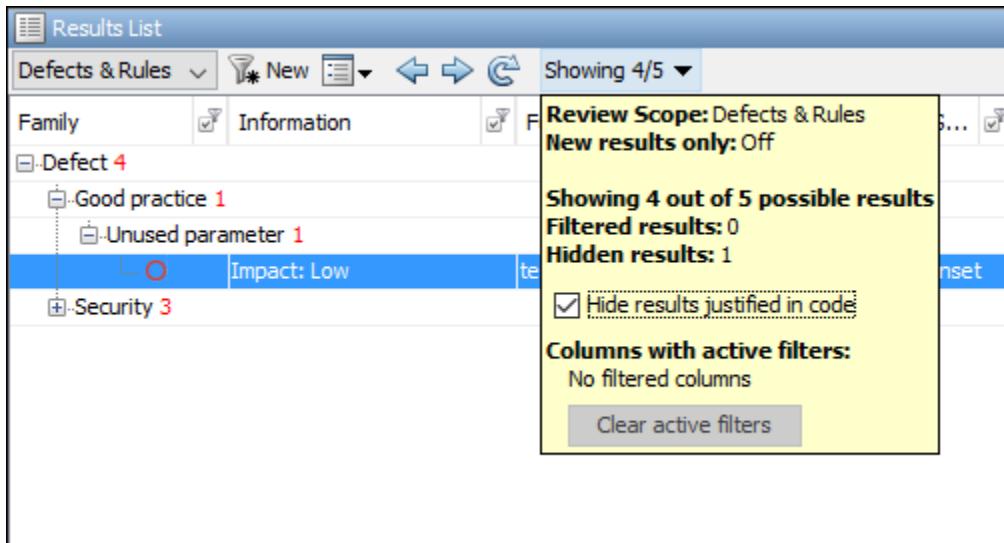 Results List
Defects & Rules New Showing 4/5
Family Information F S...
Review Scope: Defects & Rules
New results only: Off
Defect 4
Good practice 1
Showing 4 out of 5 possible results
Unused parameter 1
Filtered results: 0
Hidden results: 1
Impact: Low te nset
Hide results justified in code
Security 3
Columns with active filters:
No filtered columns
Clear active filters